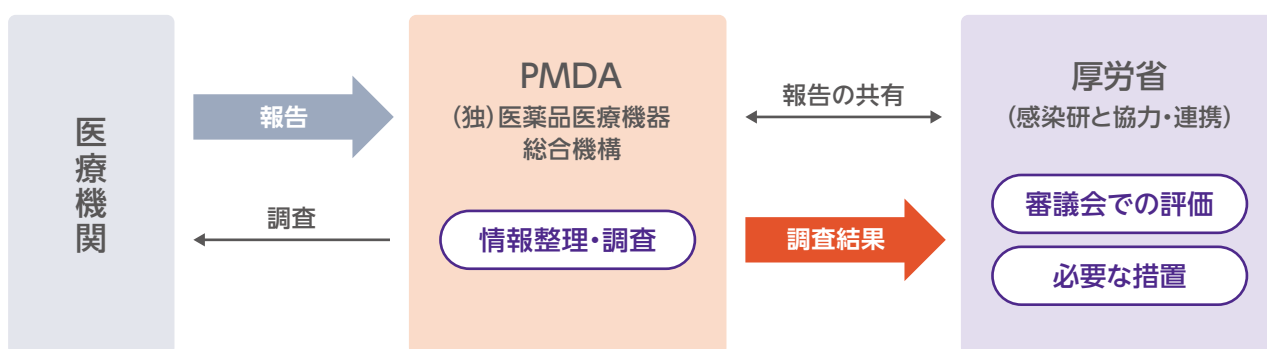 医療機関
報告
調査
PMDA
(独)医薬品医療機器
総合機構
情報整理・調査
報告の共有
調査結果
厚労省
(感染研と協力・連携)
審議会での評価
必要な措置